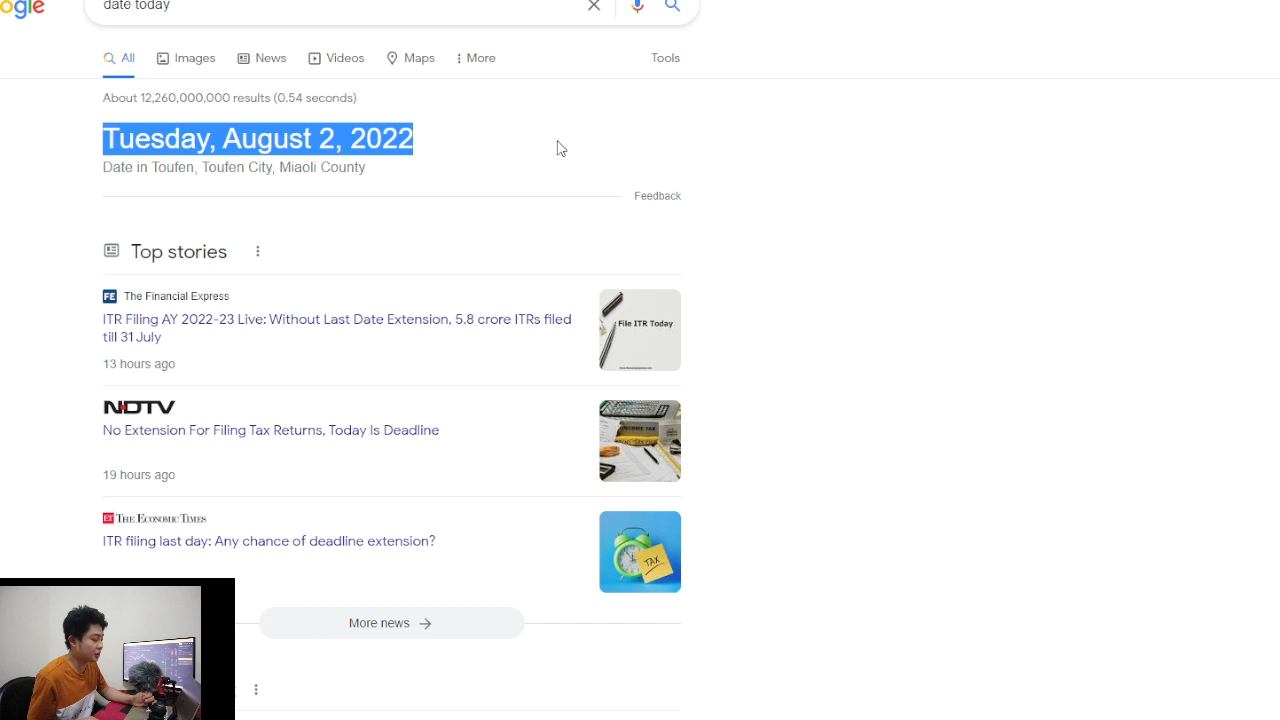 ogle
date today
All Images News Videos Maps More Tools
About 12,260,000,000 results (0.54 seconds)
Tuesday, August 2, 2022
Date in Toufen, Toufen City, Miaoli County
Feedback
Top stories
FE The Financial Express
ITR Filing AY 2022-23 Live: Without Last Date Extension, 5.8 crore ITRs filed
till 31 July
13 hours ago
File ITR Today
NDTV
No Extension For Filing Tax Returns, Today Is Deadline
19 hours ago
INCOME TAX
ET THE ECONOMIC TIMES
ITR filing last day: Any chance of deadline extension?
TAX
More news